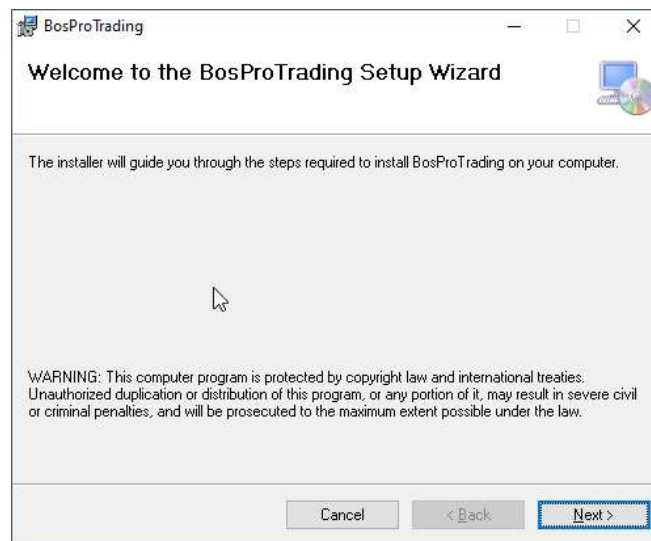 BosProTrading
Welcome to the BosProTrading Setup Wizard
The installer will guide you through the steps required to install BosProTrading on your computer.
WARNING: This computer program is protected by copyright law and international treaties.
Unauthorized duplication or distribution of this program, or any portion of it, may result in severe civil
or criminal penalties, and will be prosecuted to the maximum extent possible under the law.
Cancel < Back Next >